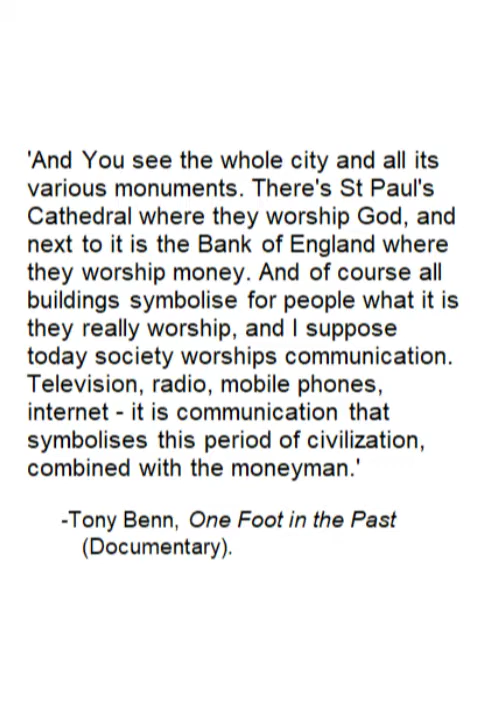 'And You see the whole city and all its
various monuments. There's St Paul's
Cathedral where they worship God, and
next to it is the Bank of England where
they worship money. And of course all
buildings symbolise for people what it is
they really worship, and I suppose
today society worships communication.
Television, radio, mobile phones,
internet - it is communication that
symbolises this period of civilization,
combined with the moneyman.'
-Tony Benn, One Foot in the Past
(Documentary).